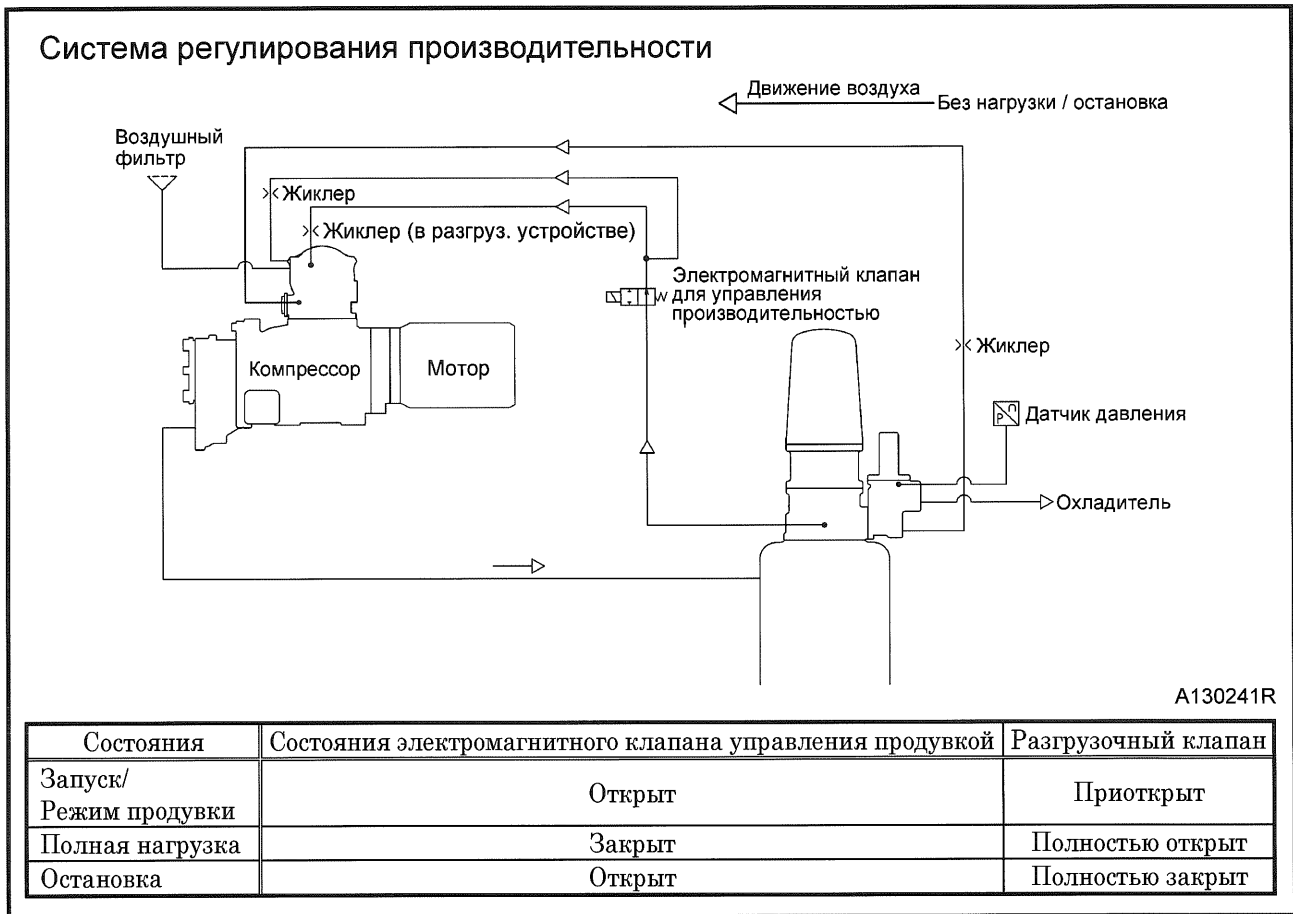 Система регулирования производительности
Движение воздуха
Без нагрузки / остановка
Воздушный
фильтр
Жиклер
Жиклер (в разгруз. устройстве)
Электромагнитный клапан
для управления
производительностью
Компрессор
Мотор
Жиклер
P
Датчик давления
Охладитель
A130241R
Состояния
Состояния электромагнитного клапана управления продувкой
Разгрузочный клапан
Запуск/
Режим продувки
Открыт
Приоткрыт
Полная нагрузка
Закрыт
Полностью открыт
Остановка
Открыт
Полностью закрыт